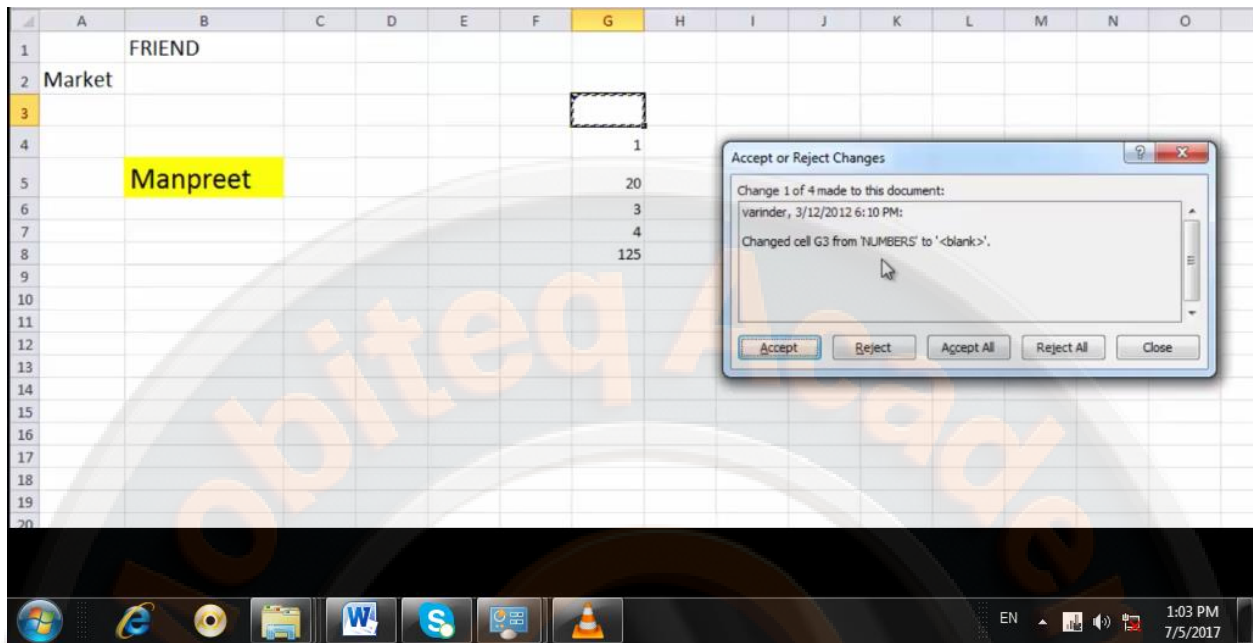 A B C D E F G H I J K L M N O
1 FRIEND
2 Market
3
4 1
5 Manpreet 20
6 3
7 4
8 125
9
10
11
12
13
14
15
16
17
18
19
20
Accept or Reject Changes
Change 1 of 4 made to this document:
varinder, 3/12/2012 6:10 PM:
Changed cell G3 from 'NUMBERS' to '<blank>'.
Accept Reject Accept All Reject All Close
Mobiteq Academy
EN 1:03 PM
7/5/2017